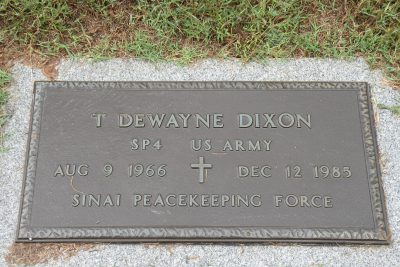 T DEWAYNE DIXON
SP4 US ARMY
AUG 9 1966 DEC 12 1985
SINAI PEACEKEEPING FORCE